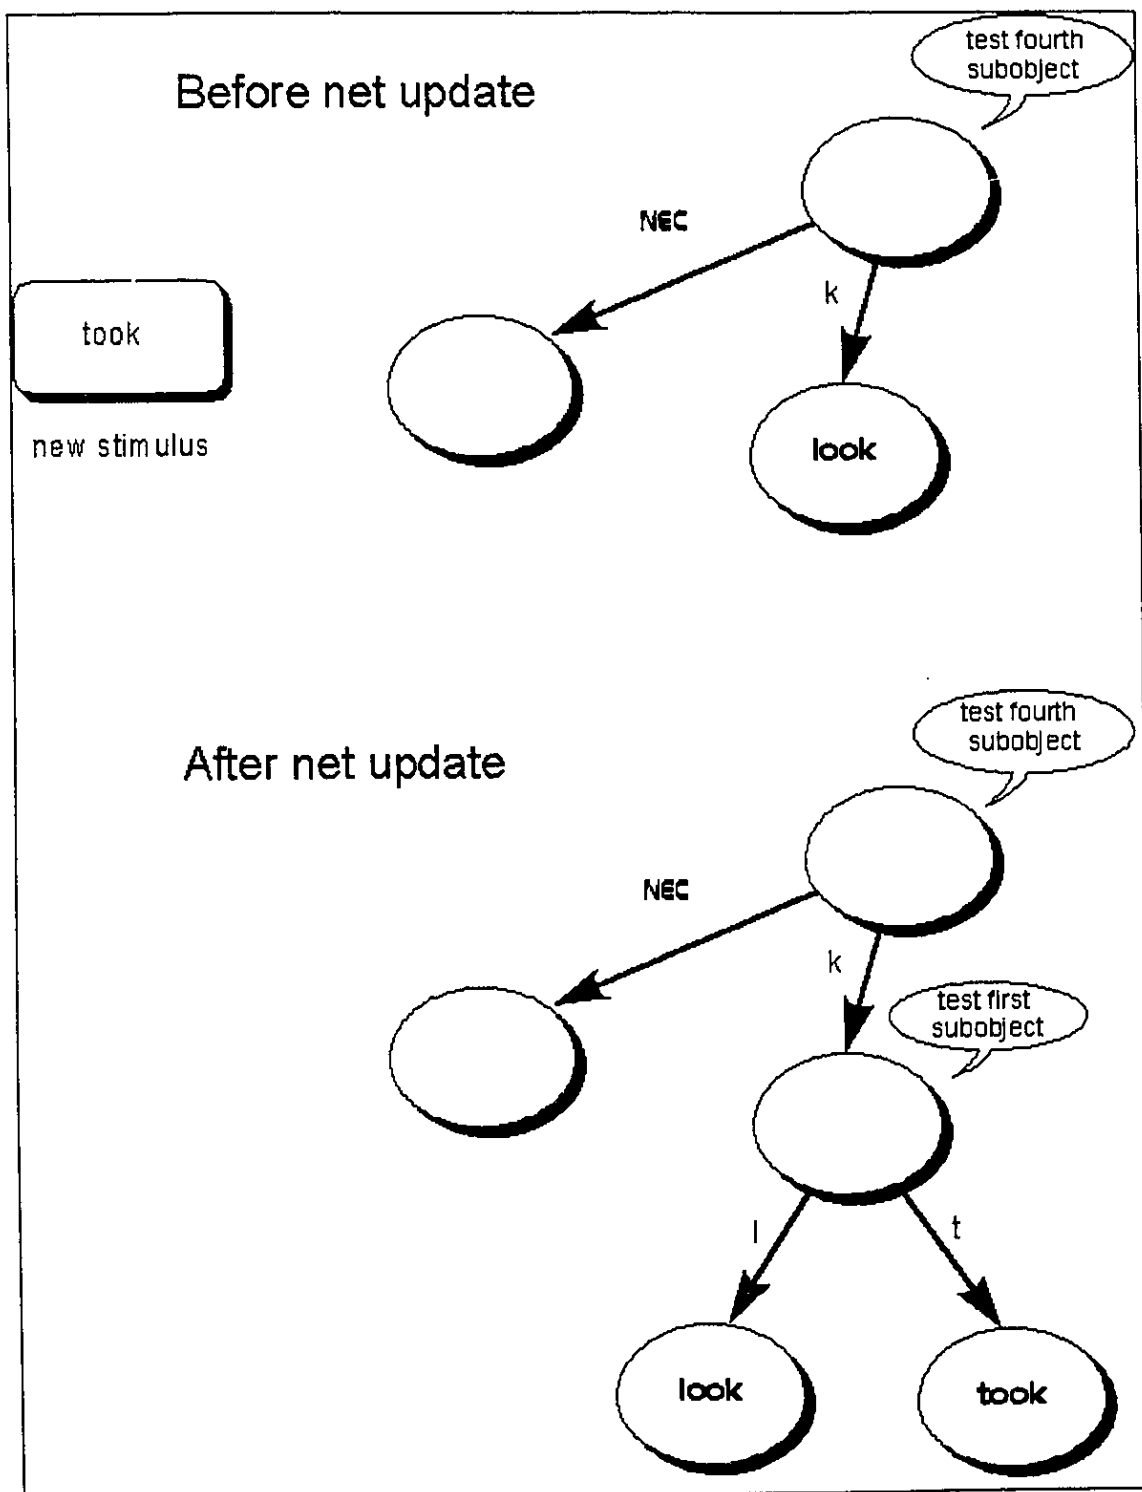 test fourth
subobject
Before net update
NEC
k
took
look
new stimulus
test fourth
subobject
After net update
NEC
k
test first
subobject
l
t
look
took